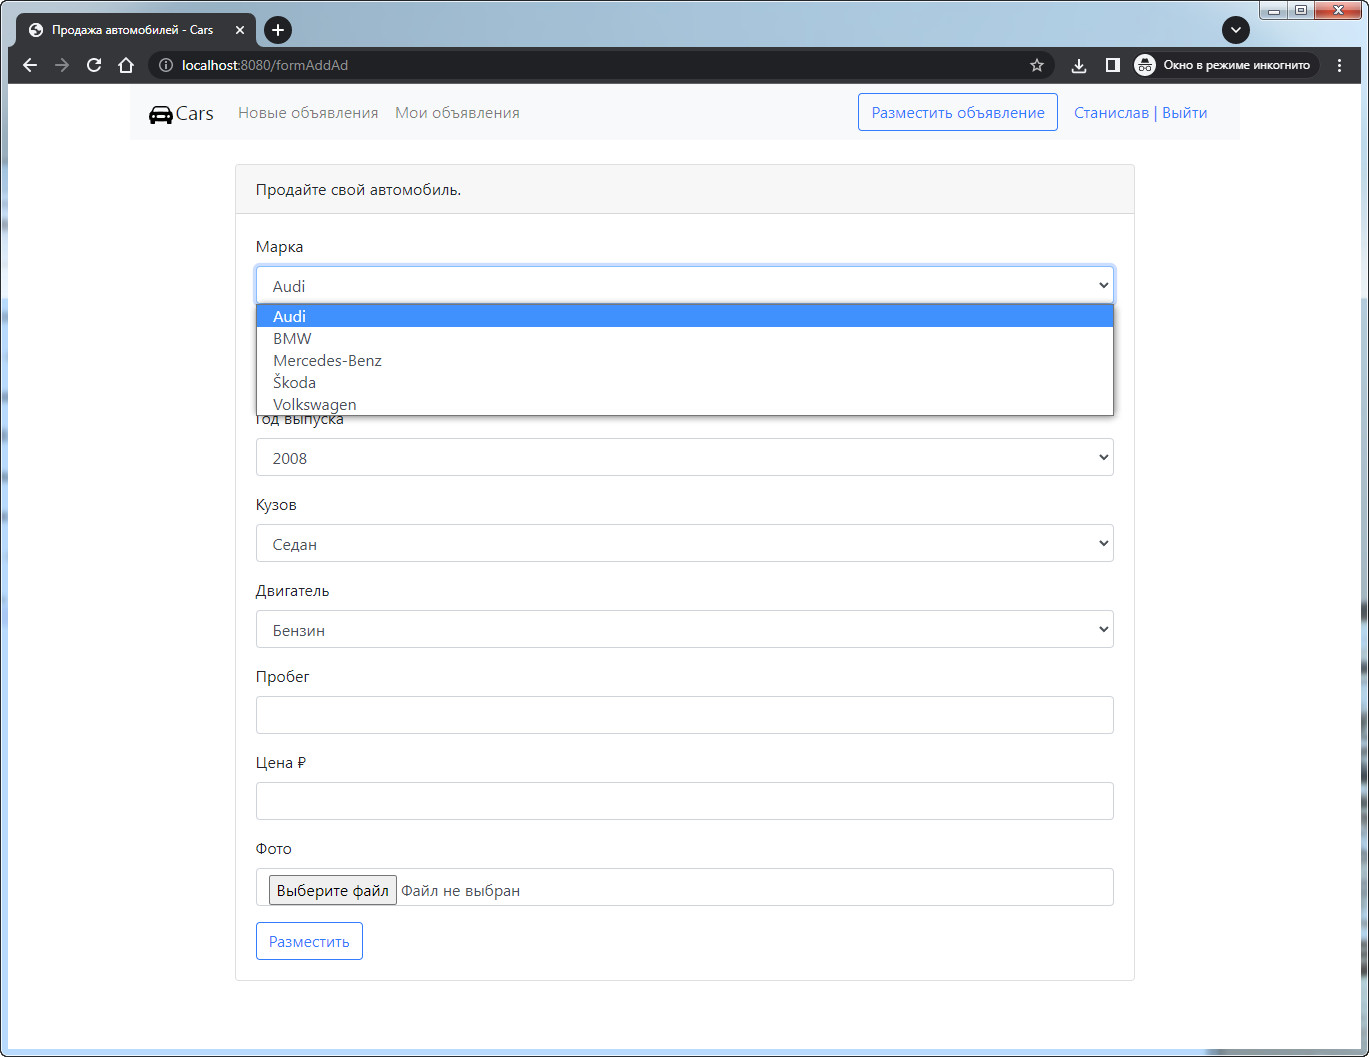 Продажа автомобилей - Cars
localhost:8080/formAddAd
Окно в режиме инкогнито
Cars Новые объявления Мои объявления Разместить объявление Станислав | Выйти
Продайте свой автомобиль.
Марка
Audi
Audi
BMW
Mercedes-Benz
Škoda
Volkswagen
Год выпуска
2008
Кузов
Седан
Двигатель
Бензин
Пробег
Цена ₽
Фото
Выберите файл Файл не выбран
Разместить